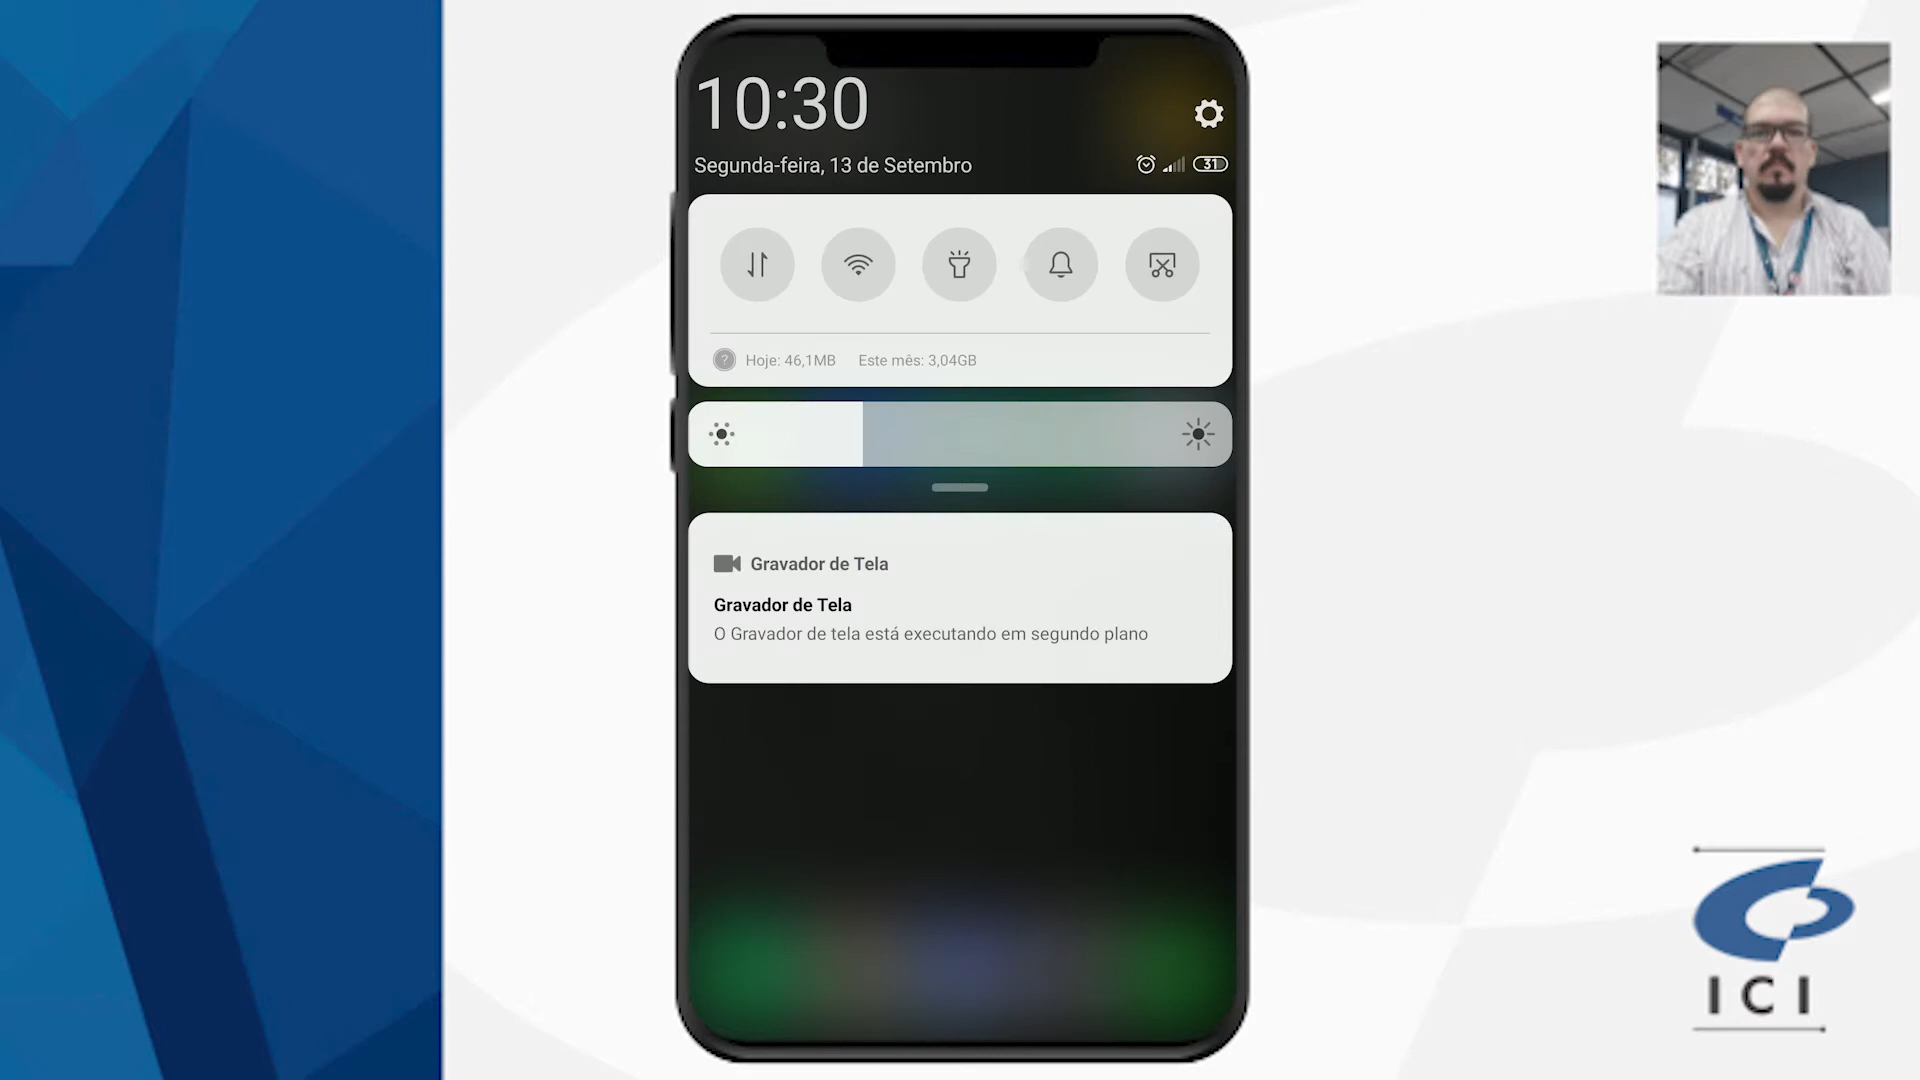 10:30
Segunda-feira, 13 de Setembro
31
Hoje: 46,1MB Este mês: 3,04GB
Gravador de Tela
Gravador de Tela
O Gravador de tela está executando em segundo plano
ICI